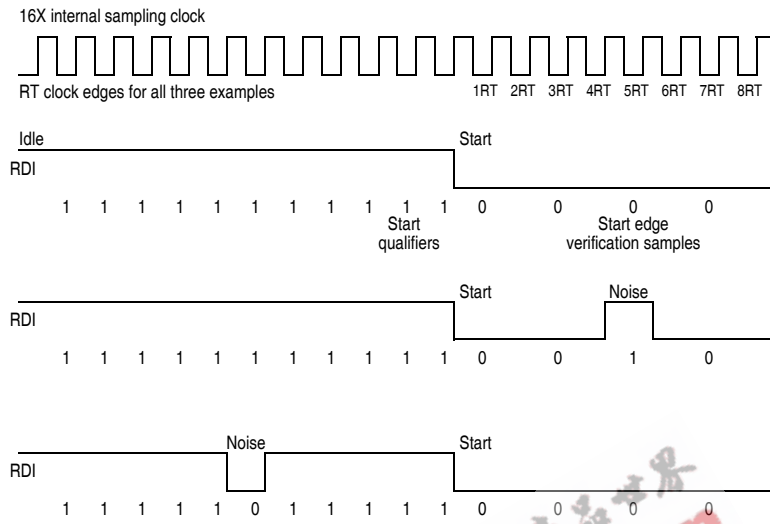 16X internal sampling clock
RT clock edges for all three examples
1RT 2RT 3RT 4RT 5RT 6RT 7RT 8RT
Idle
Start
RDI
1 1 1 1 1 1 1 1 1 1 1 0 0 0 0
Start
qualifiers
Start edge
verification samples
Start
Noise
RDI
1 1 1 1 1 1 1 1 1 1 1 0 0 1 0
Noise
Start
RDI
1 1 1 1 1 0 1 1 1 1 1 0 0 0 0